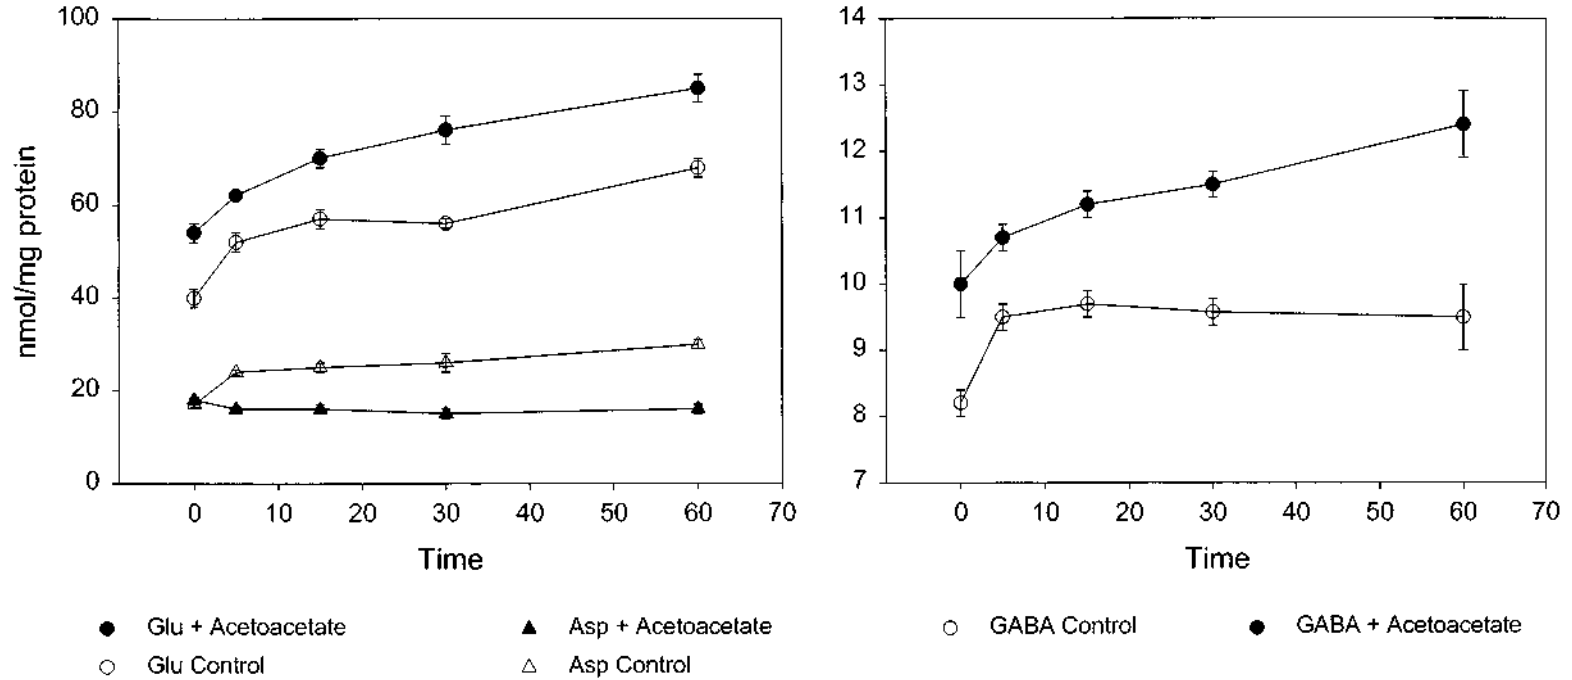 100
80
60
40
20
0
nmol/mg protein
0 10 20 30 40 50 60 70
Time
14
13
12
11
10
9
8
7
0 10 20 30 40 50 60 70
Time
Glu + Acetoacetate Asp + Acetoacetate GABA Control GABA + Acetoacetate
Glu Control Asp Control